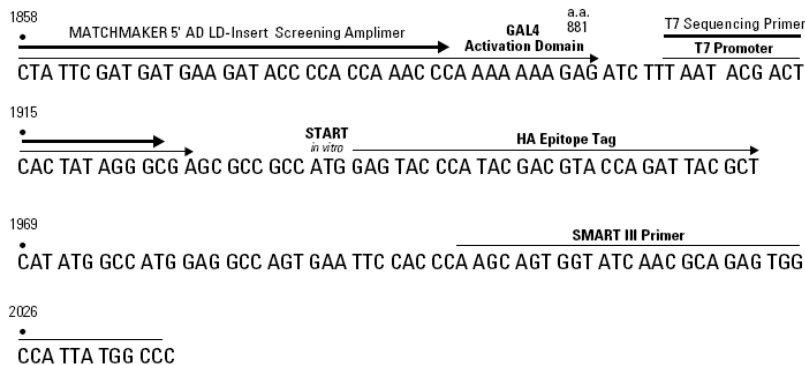 1858 a.a.
MATCHMAKER 5' AD LD-Insert Screening Amplimer GAL4 881 T7 Sequencing Primer
Activation Domain T7 Promoter
CTA TTC GAT GAT GAA GAT ACC CCA CCA AAC CCA AAA AAA GAG ATC TTT AAT ACG ACT
1915
START HA Epitope Tag
in vitro
CAC TAT AGG GCG AGC GCC GCC ATG GAG TAC CCA TAC GAC GTA CCA GAT TAC GCT
1969
SMART III Primer
CAT ATG GCC ATG GAG GCC AGT GAA TTC CAC CCA AGC AGT GGT ATC AAC GCA GAG TGG
2026
CCA TTA TGG CCC